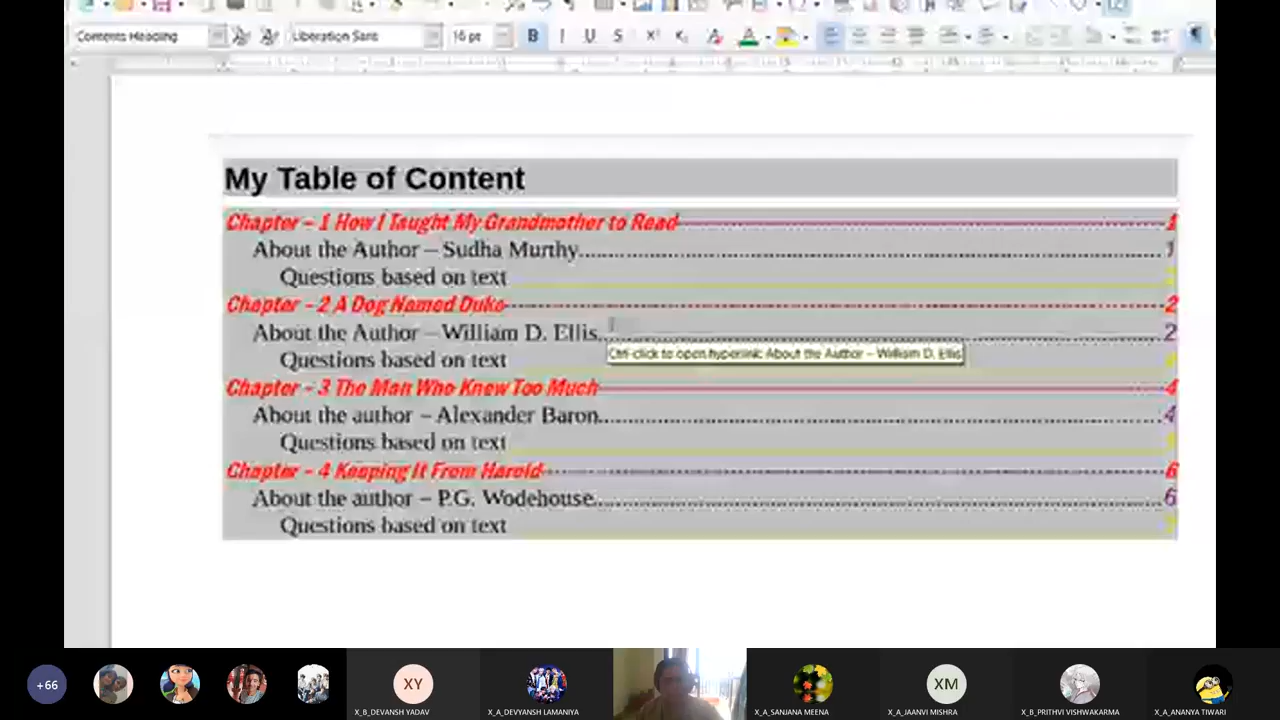 Contents Heading
Liberation Sans
16 pt
B I U S
My Table of Content
Chapter – 1 How I Taught My Grandmother to Read 1
About the Author – Sudha Murthy 1
Questions based on text
Chapter – 2 A Dog Named Duke 2
About the Author – William D. Ellis 2
Ctrl-click to open hyperlink: About the Author – William D. Ellis
Questions based on text
Chapter – 3 The Man Who Knew Too Much 4
About the author – Alexander Baron 4
Questions based on text
Chapter – 4 Keeping It From Harold 6
About the author – P.G. Wodehouse 6
Questions based on text
+66
XY
XM
X_B_DEVANSH YADAV
X_A_DEVYANSH LAMANIYA
X_A_SANJANA MEENA
X_A_JAANVI MISHRA
X_B_PRITHVI VISHWAKARMA
X_A_ANANYA TIWARI